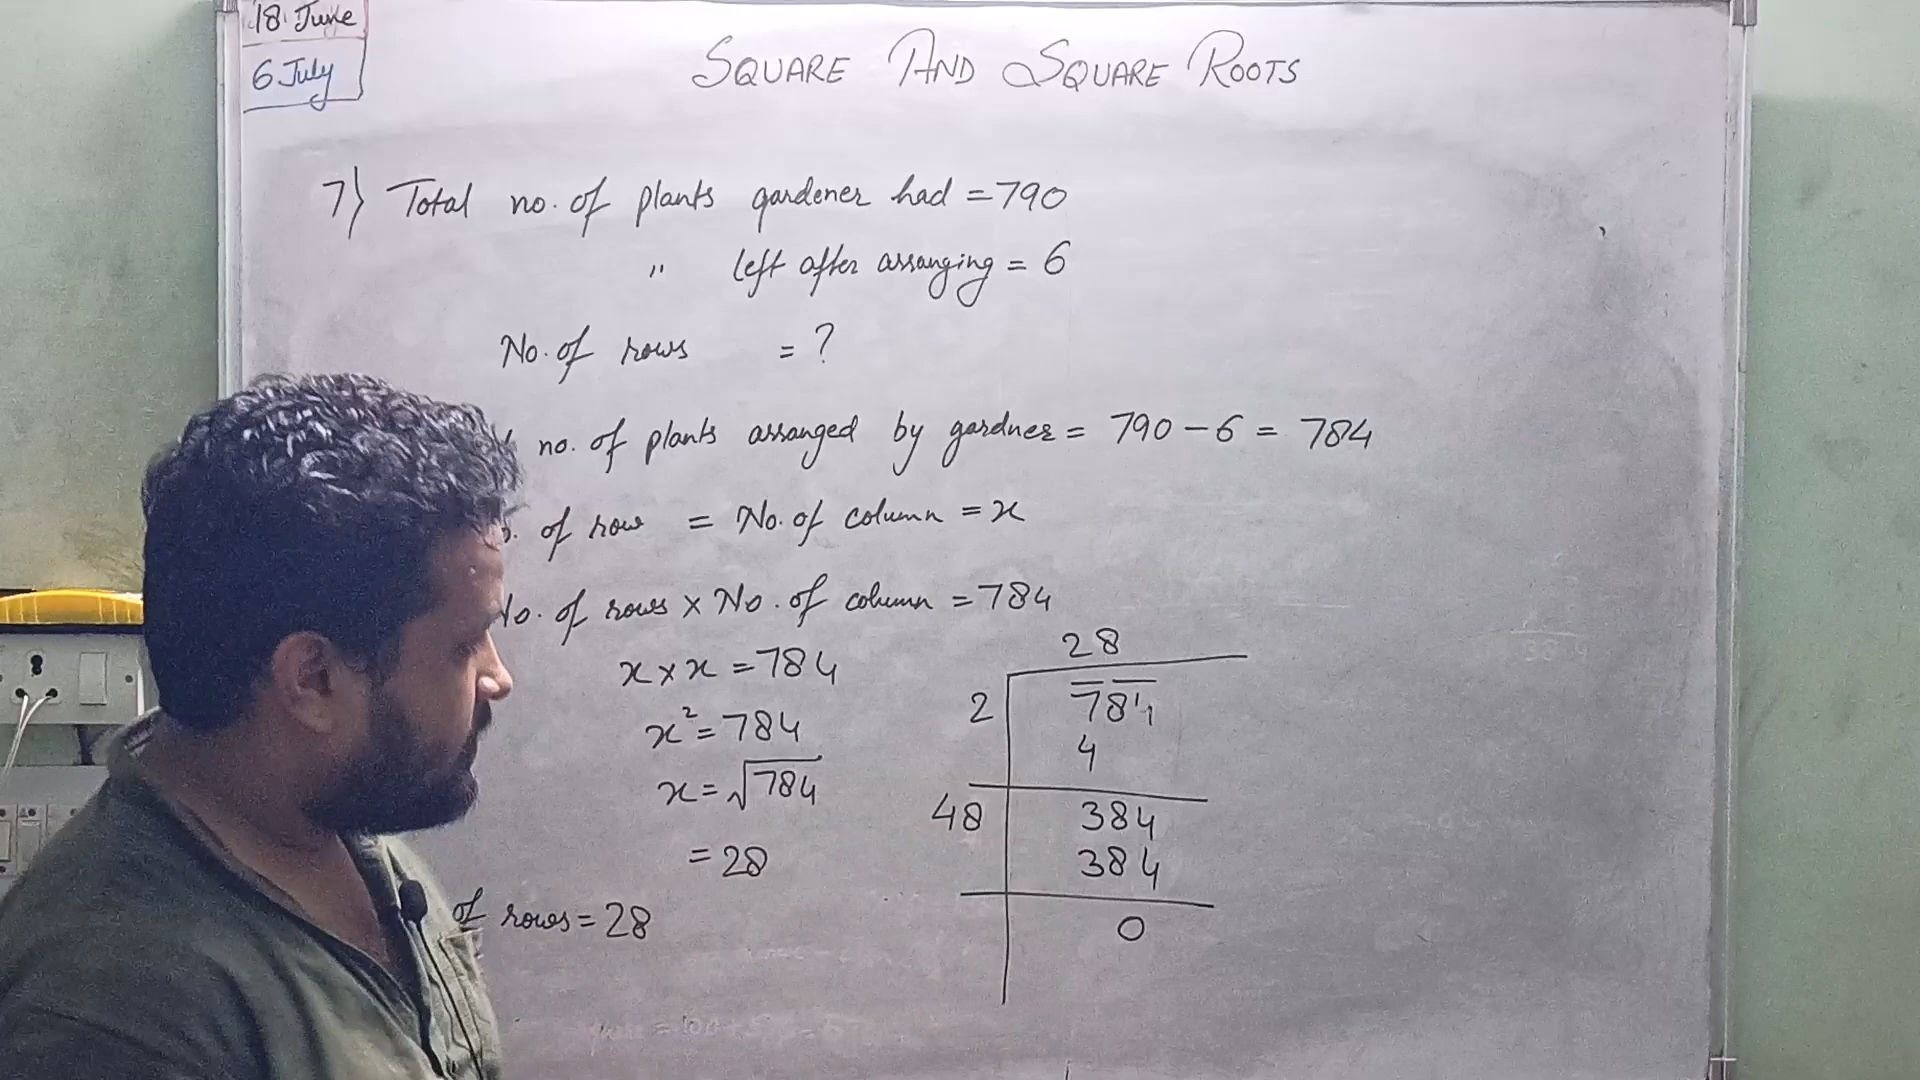 18 June
6 July
SQUARE AND SQUARE ROOTS
7) Total no. of plants gardener had = 790
" left after arranging = 6
No. of rows = ?
no. of plants arranged by gardner = 790 - 6 = 784
. of row = No. of column = x
No. of rows × No. of column = 784
x × x = 784
x² = 784
x = √784
= 28
of rows = 28
28
2 784
4
48 384
384
0